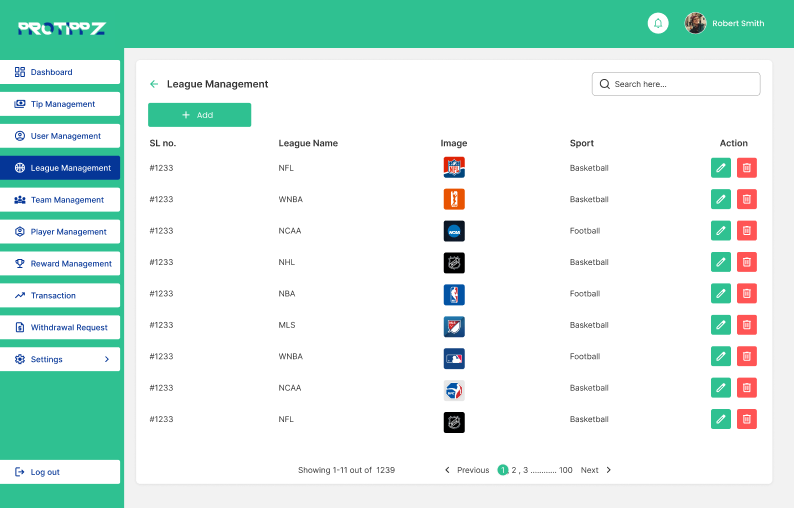 PROTIPPZ
Robert Smith
Dashboard
Tip Management
User Management
League Management
Team Management
Player Management
Reward Management
Transaction
Withdrawal Request
Settings
Log out
League Management
Search here...
+ Add
SL no. League Name Image Sport Action
#1233 NFL NFL Basketball
#1233 WNBA Basketball
#1233 NCAA NCAA Football
#1233 NHL Basketball
#1233 NBA Football
#1233 MLS Basketball
#1233 WNBA Football
#1233 NCAA Basketball
#1233 NFL Basketball
Showing 1-11 out of 1239
Previous 1 2 , 3 ............ 100 Next